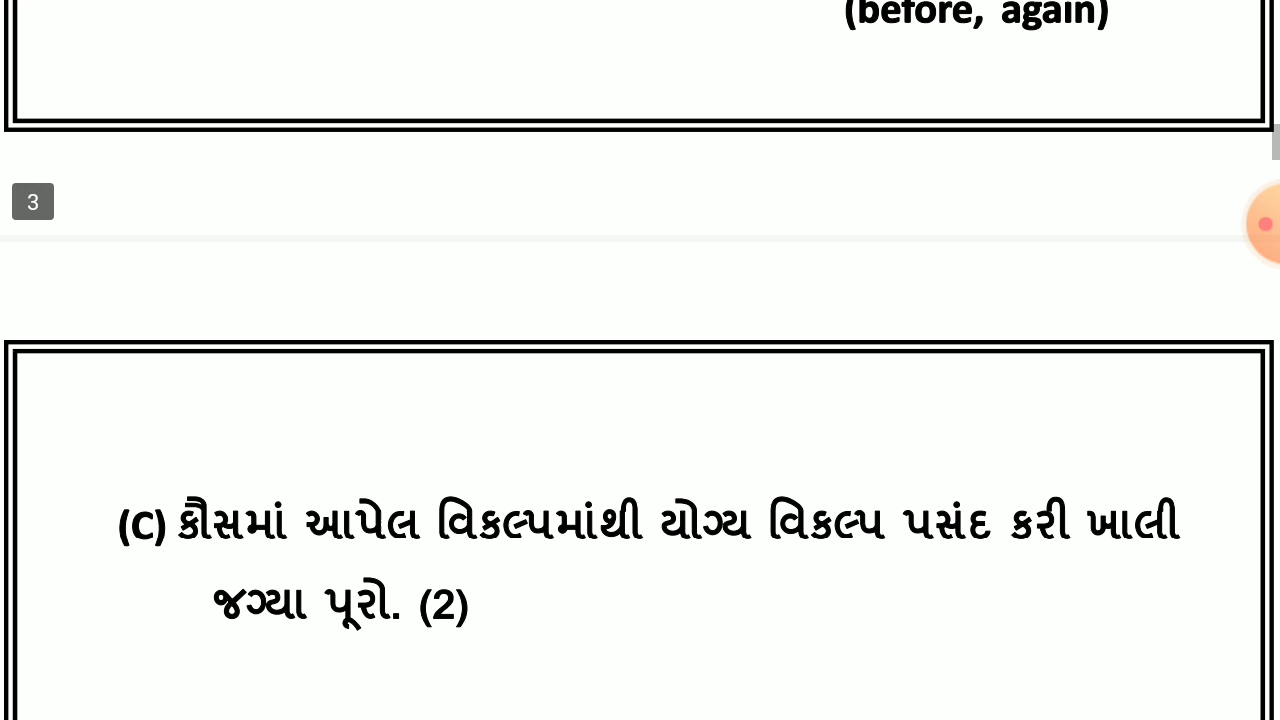 (before, again)
3
(C) કૌસમાં આપેલ વિકલ્પમાંથી યોગ્ય વિકલ્પ પસંદ કરી ખાલી
જગ્યા પૂરો. (2)